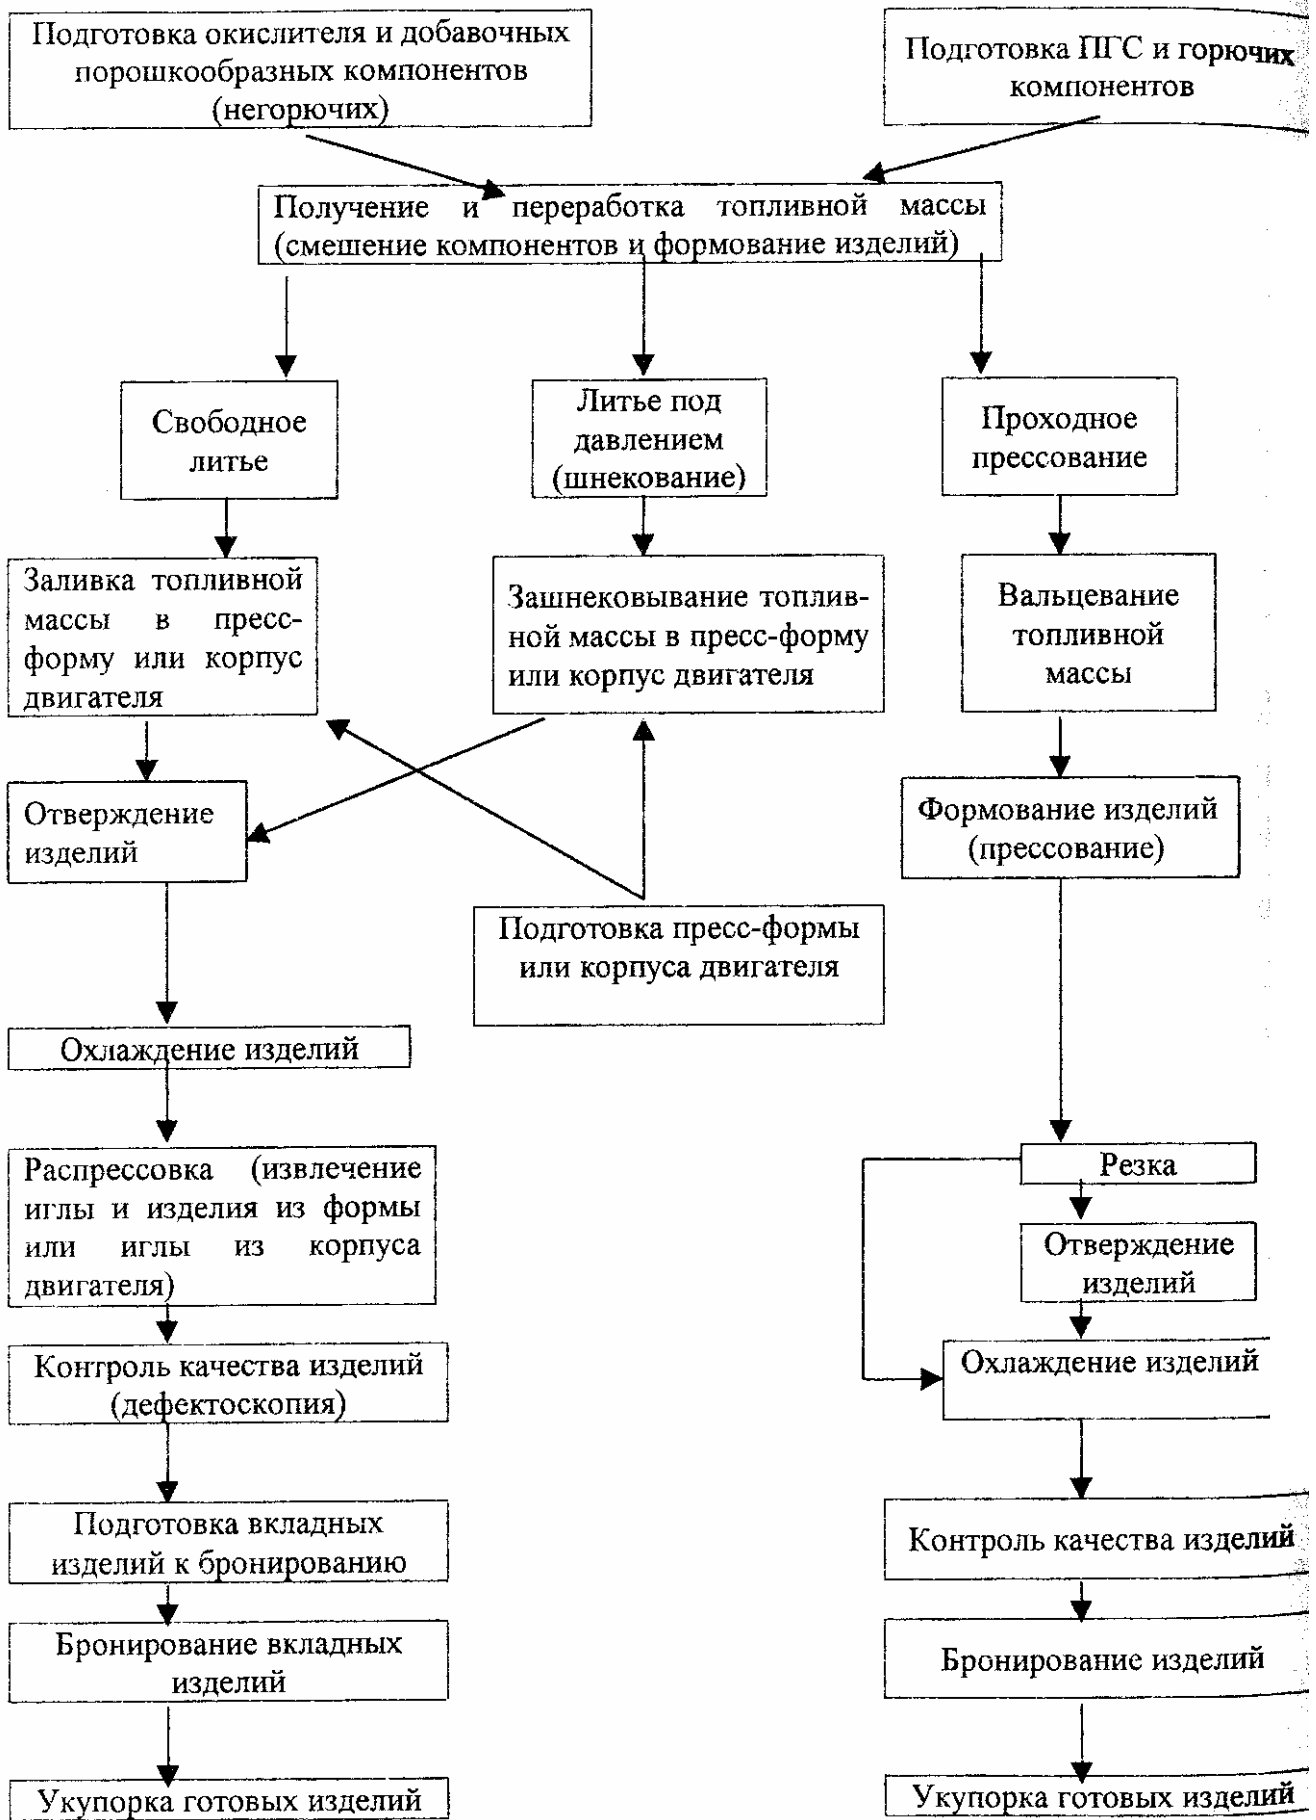 Подготовка окислителя и добавочных
порошкообразных компонентов
(негорючих)
Подготовка ПГС и горючих
компонентов
Получение и переработка топливной массы
(смешение компонентов и формование изделий)
Свободное
литье
Литье под
давлением
(шнекование)
Проходное
прессование
Заливка топливной
массы в пресс-
форму или корпус
двигателя
Зашнековывание топлив-
ной массы в пресс-форму
или корпус двигателя
Вальцевание
топливной
массы
Отверждение
изделий
Формование изделий
(прессование)
Подготовка пресс-формы
или корпуса двигателя
Охлаждение изделий
Распрессовка (извлечение
иглы и изделия из формы
или иглы из корпуса
двигателя)
Резка
Отверждение
изделий
Контроль качества изделий
(дефектоскопия)
Охлаждение изделий
Подготовка вкладных
изделий к бронированию
Контроль качества изделий
Бронирование вкладных
изделий
Бронирование изделий
Укупорка готовых изделий
Укупорка готовых изделий